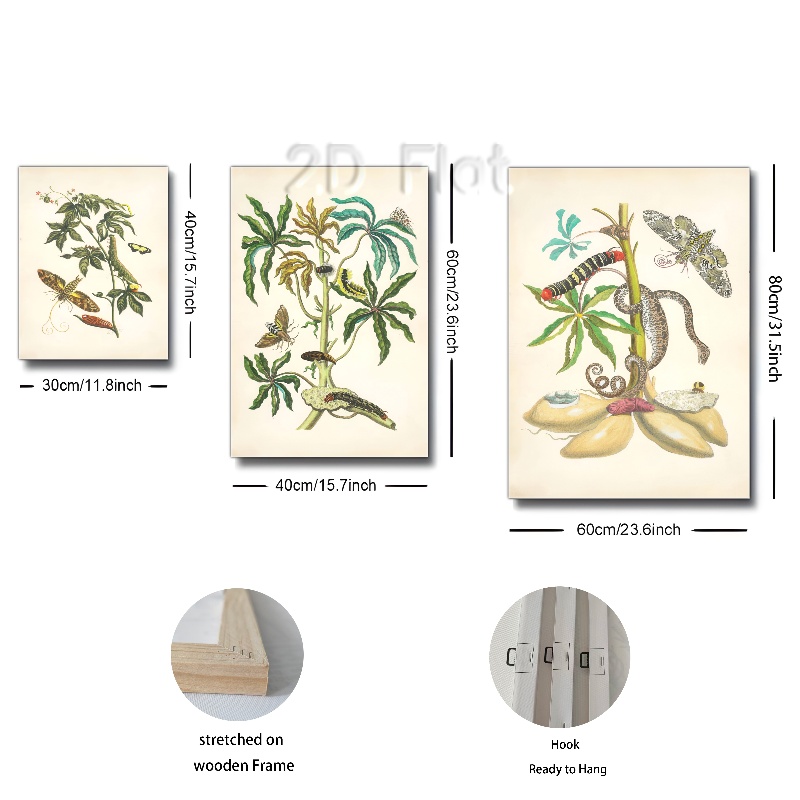 2D Flat
40cm/15.7inch
30cm/11.8inch
60cm/23.6inch
40cm/15.7inch
80cm/31.5inch
60cm/23.6inch
stretched on
wooden Frame
Hook
Ready to Hang